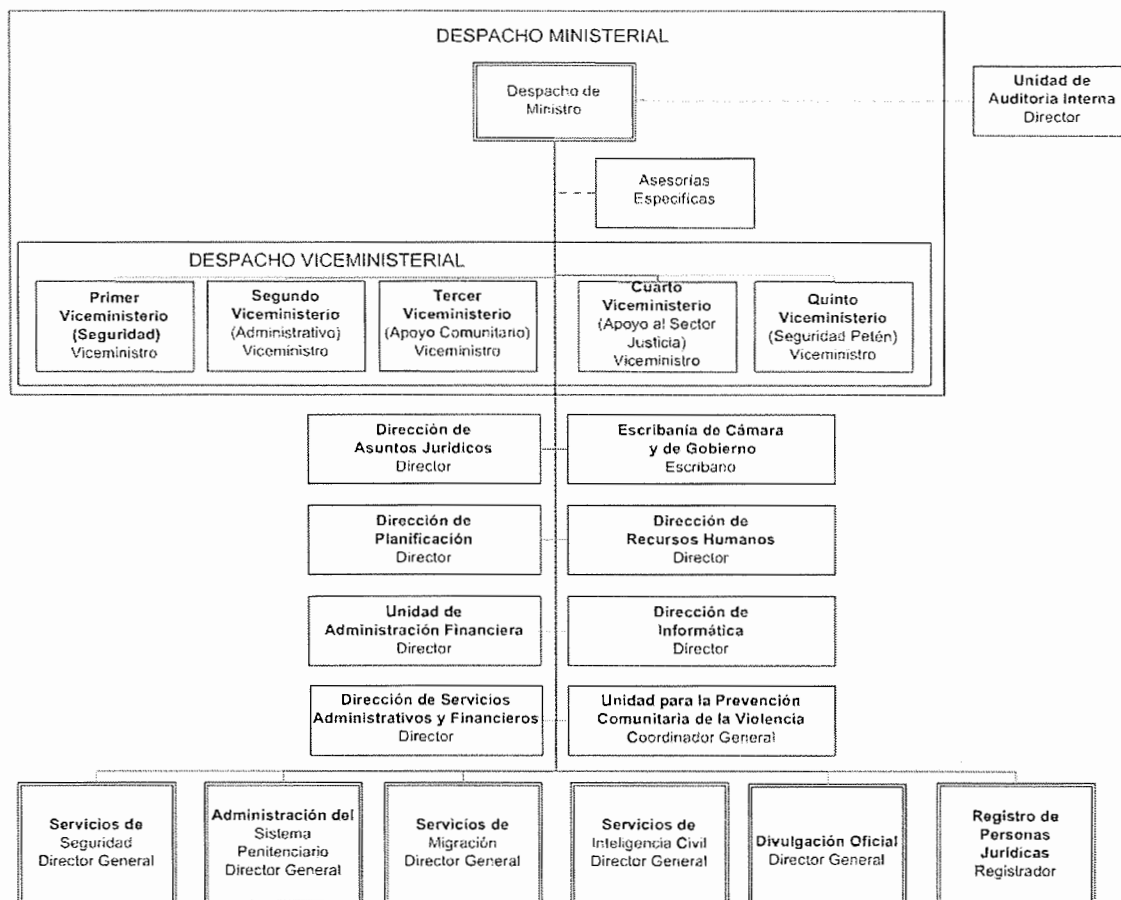 DESPACHO MINISTERIAL
Despacho de
Ministro
Unidad de
Auditoria Interna
Director
Asesorías
Especificas
DESPACHO VICEMINISTERIAL
Primer
Viceministerio
(Seguridad)
Viceministro
Segundo
Viceministerio
(Administrativo)
Viceministro
Tercer
Viceministerio
(Apoyo Comunitario)
Viceministro
Cuarto
Viceministerio
(Apoyo al Sector
Justicia)
Viceministro
Quinto
Viceministerio
(Seguridad Petén)
Viceministro
Dirección de
Asuntos Jurídicos
Director
Escribanía de Cámara
y de Gobierno
Escribano
Dirección de
Planificación
Director
Dirección de
Recursos Humanos
Director
Unidad de
Administración Financiera
Director
Dirección de
Informática
Director
Dirección de Servicios
Administrativos y Financieros
Director
Unidad para la Prevención
Comunitaria de la Violencia
Coordinador General
Servicios de
Seguridad
Director General
Administración del
Sistema
Penitenciario
Director General
Servicios de
Migración
Director General
Servicios de
Inteligencia Civil
Director General
Divulgación Oficial
Director General
Registro de
Personas
Jurídicas
Registrador